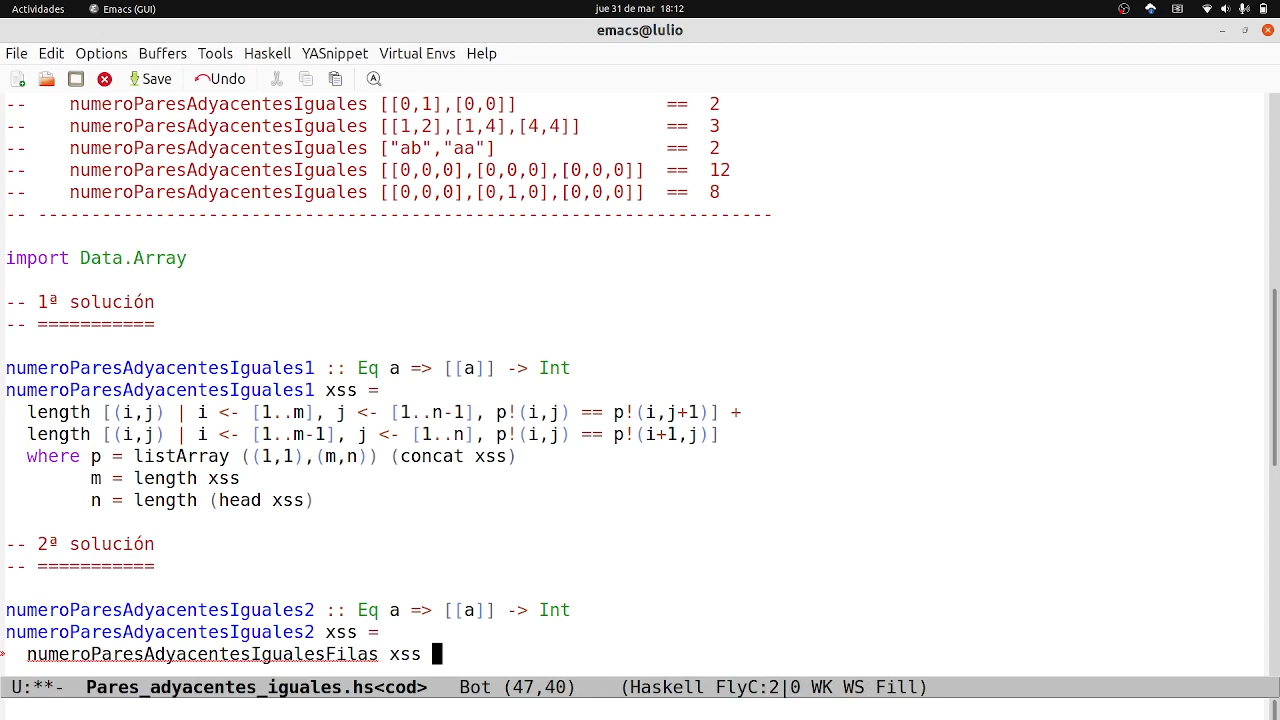 Actividades Emacs (GUI) jue 31 de mar 18:12
emacs@lulio
File Edit Options Buffers Tools Haskell YASnippet Virtual Envs Help
Save Undo
-- numeroParesAdyacentesIguales [[0,1],[0,0]] == 2
-- numeroParesAdyacentesIguales [[1,2],[1,4],[4,4]] == 3
-- numeroParesAdyacentesIguales ["ab","aa"] == 2
-- numeroParesAdyacentesIguales [[0,0,0],[0,0,0],[0,0,0]] == 12
-- numeroParesAdyacentesIguales [[0,0,0],[0,1,0],[0,0,0]] == 8
-- ---------------------------------------------------------------------
import Data.Array
-- 1ª solución
-- ===========
numeroParesAdyacentesIguales1 :: Eq a => [[a]] -> Int
numeroParesAdyacentesIguales1 xss =
  length [(i,j) | i <- [1..m], j <- [1..n-1], p!(i,j) == p!(i,j+1)] +
  length [(i,j) | i <- [1..m-1], j <- [1..n], p!(i,j) == p!(i+1,j)]
  where p = listArray ((1,1),(m,n)) (concat xss)
        m = length xss
        n = length (head xss)
-- 2ª solución
-- ===========
numeroParesAdyacentesIguales2 :: Eq a => [[a]] -> Int
numeroParesAdyacentesIguales2 xss =
  numeroParesAdyacentesIgualesFilas xss
U:**- Pares_adyacentes_iguales.hs<cod> Bot (47,40) (Haskell FlyC:2|0 WK WS Fill)